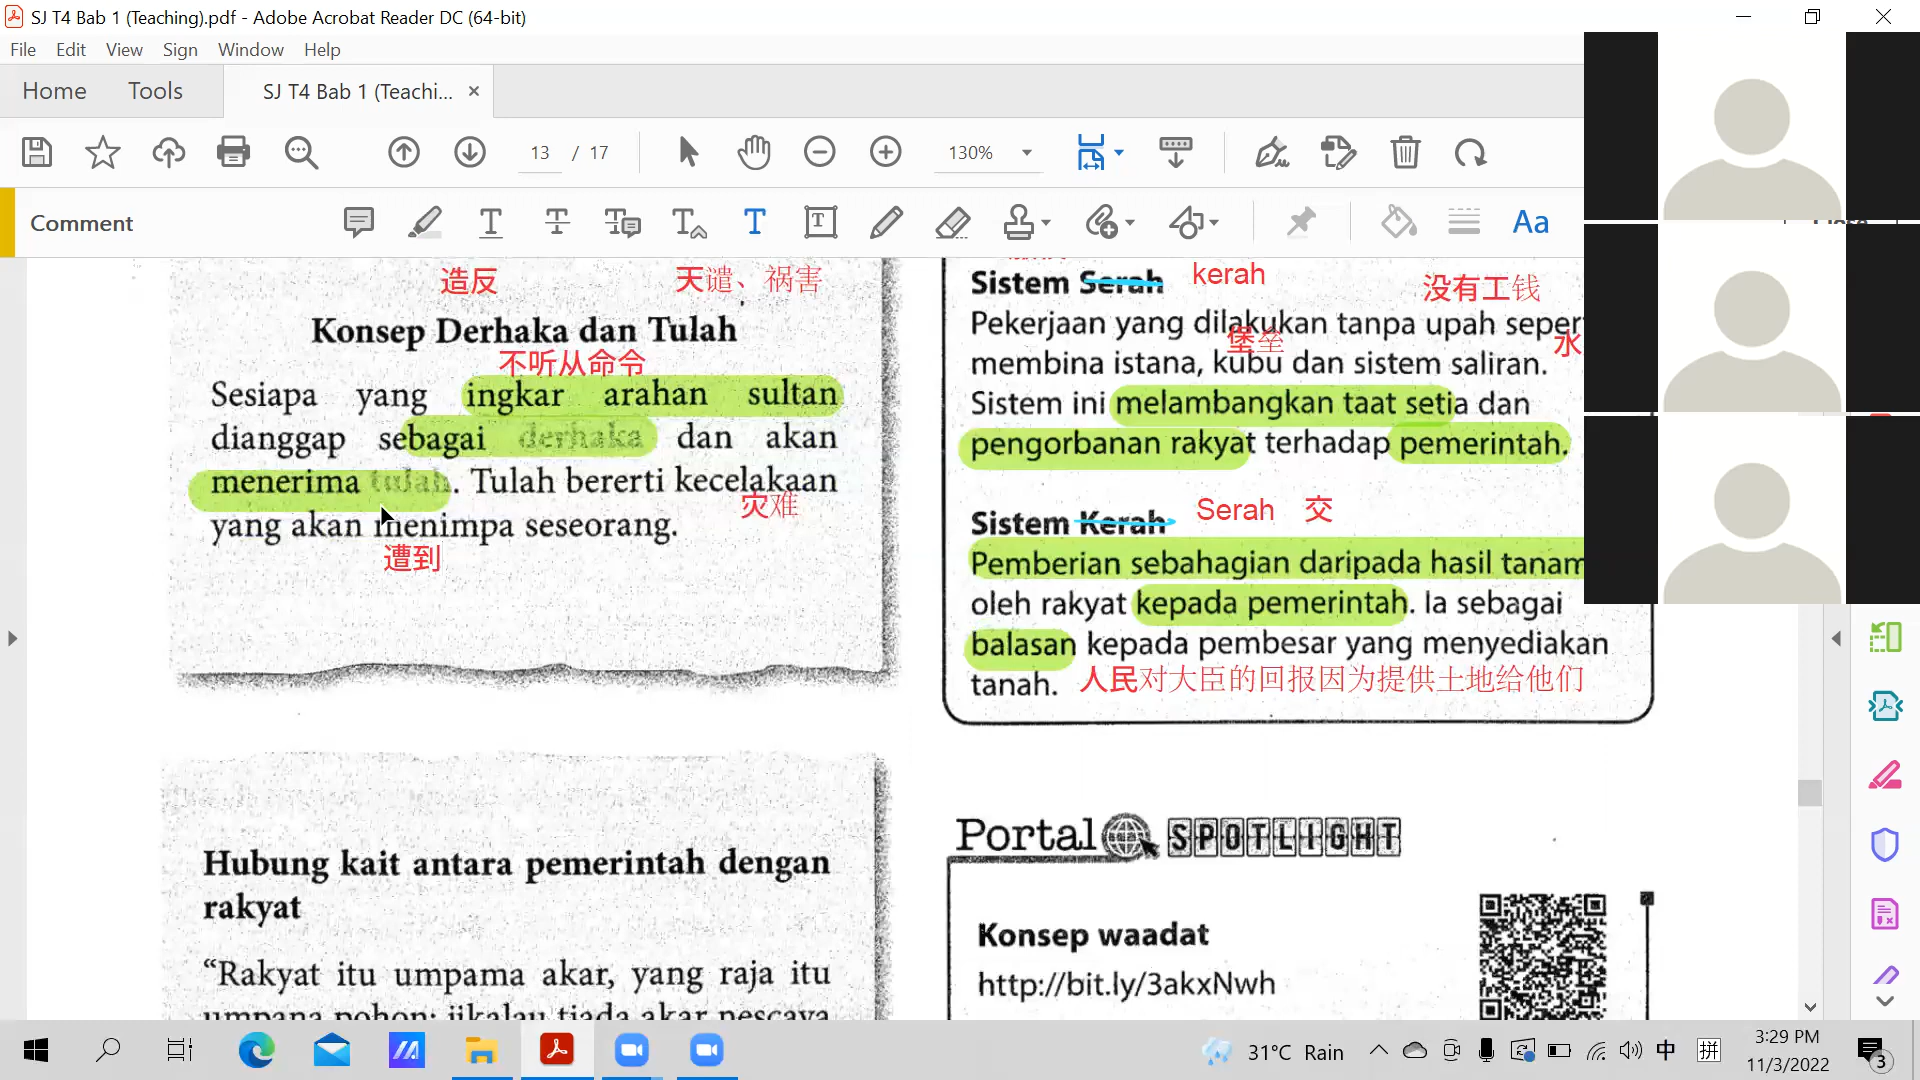 SJ T4 Bab 1 (Teaching).pdf - Adobe Acrobat Reader DC (64-bit)
File Edit View Sign Window Help
Home Tools SJ T4 Bab 1 (Teachi...
13 / 17 130%
Comment
Aa
造反 天谴、祸害
Konsep Derhaka dan Tulah
不听从命令
Sesiapa yang ingkar arahan sultan
dianggap sebagai derhaka dan akan
menerima tulah. Tulah bererti kecelakaan
灾难
yang akan menimpa seseorang.
遭到
Hubung kait antara pemerintah dengan
rakyat
“Rakyat itu umpama akar, yang raja itu
umpana pohon; jikalau tiada akar nescaya
Sistem Serah kerah 没有工钱
Pekerjaan yang dilakukan tanpa upah seper
堡垒 水
membina istana, kubu dan sistem saliran.
Sistem ini melambangkan taat setia dan
pengorbanan rakyat terhadap pemerintah.
Sistem Kerah Serah 交
Pemberian sebahagian daripada hasil tanam
oleh rakyat kepada pemerintah. Ia sebagai
balasan kepada pembesar yang menyediakan
tanah. 人民对大臣的回报因为提供土地给他们
Portal SPOTLIGHT
Konsep waadat
http://bit.ly/3akxNwh
31°C Rain 中 拼 3:29 PM
11/3/2022 3